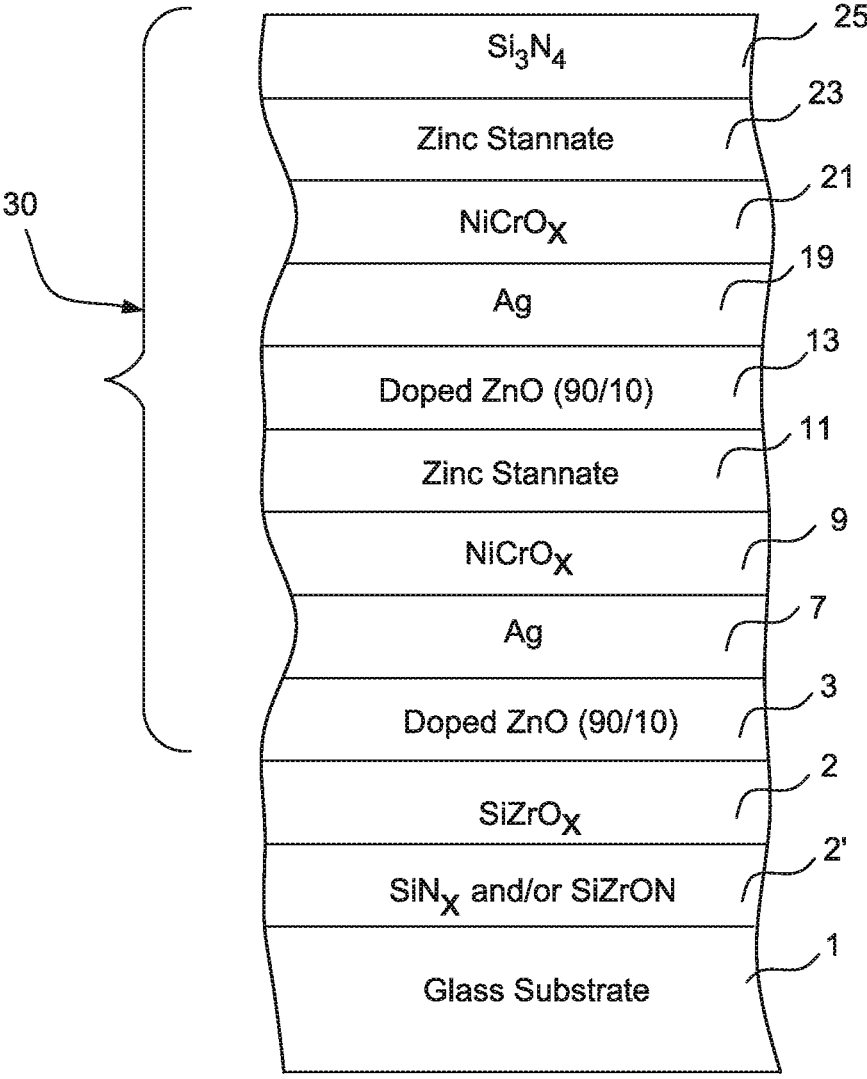 Si₃N₄ 25
Zinc Stannate 23
NiCrOₓ 21
30
Ag 19
Doped ZnO (90/10) 13
Zinc Stannate 11
NiCrOₓ 9
Ag 7
Doped ZnO (90/10) 3
SiZrOₓ 2
SiNₓ and/or SiZrON 2'
Glass Substrate 1